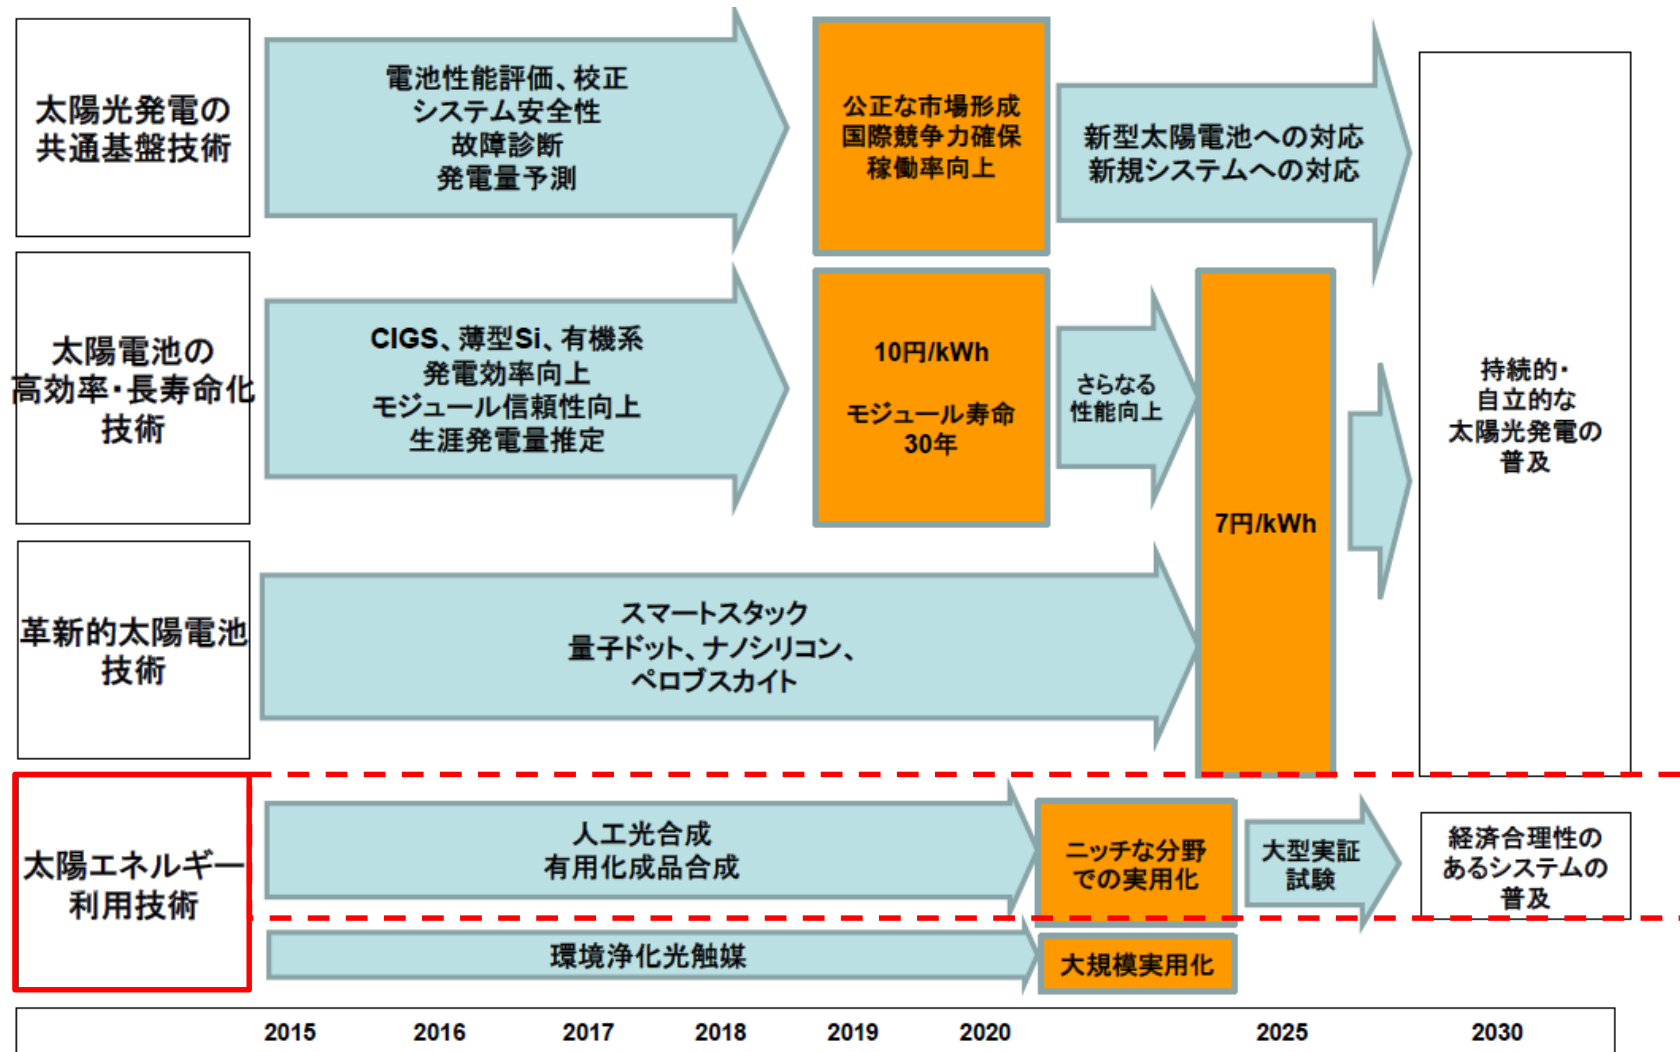 太陽光発電の
共通基盤技術
電池性能評価、校正
システム安全性
故障診断
発電量予測
公正な市場形成
国際競争力確保
稼働率向上
新型太陽電池への対応
新規システムへの対応
太陽電池の
高効率・長寿命化
技術
CIGS、薄型Si、有機系
発電効率向上
モジュール信頼性向上
生涯発電量推定
10円/kWh
モジュール寿命
30年
さらなる
性能向上
7円/kWh
持続的・
自立的な
太陽光発電の
普及
革新的太陽電池
技術
スマートスタック
量子ドット、ナノシリコン、
ペロブスカイト
太陽エネルギー
利用技術
人工光合成
有用化成品合成
ニッチな分野
での実用化
大型実証
試験
経済合理性の
あるシステムの
普及
環境浄化光触媒
大規模実用化
2015 2016 2017 2018 2019 2020 2025 2030